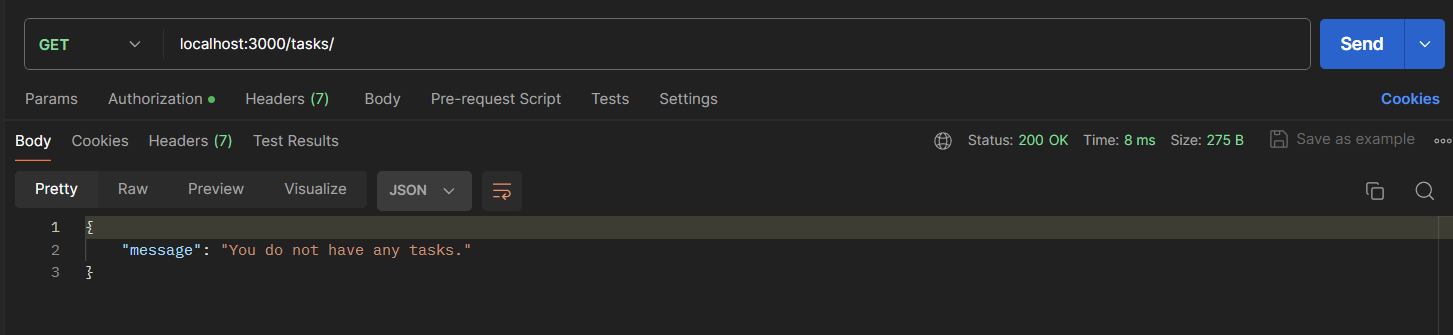 GET localhost:3000/tasks/ Send
Params Authorization Headers (7) Body Pre-request Script Tests Settings Cookies
Body Cookies Headers (7) Test Results Status: 200 OK Time: 8 ms Size: 275 B Save as example
Pretty Raw Preview Visualize JSON
1 {
2 "message": "You do not have any tasks."
3 }